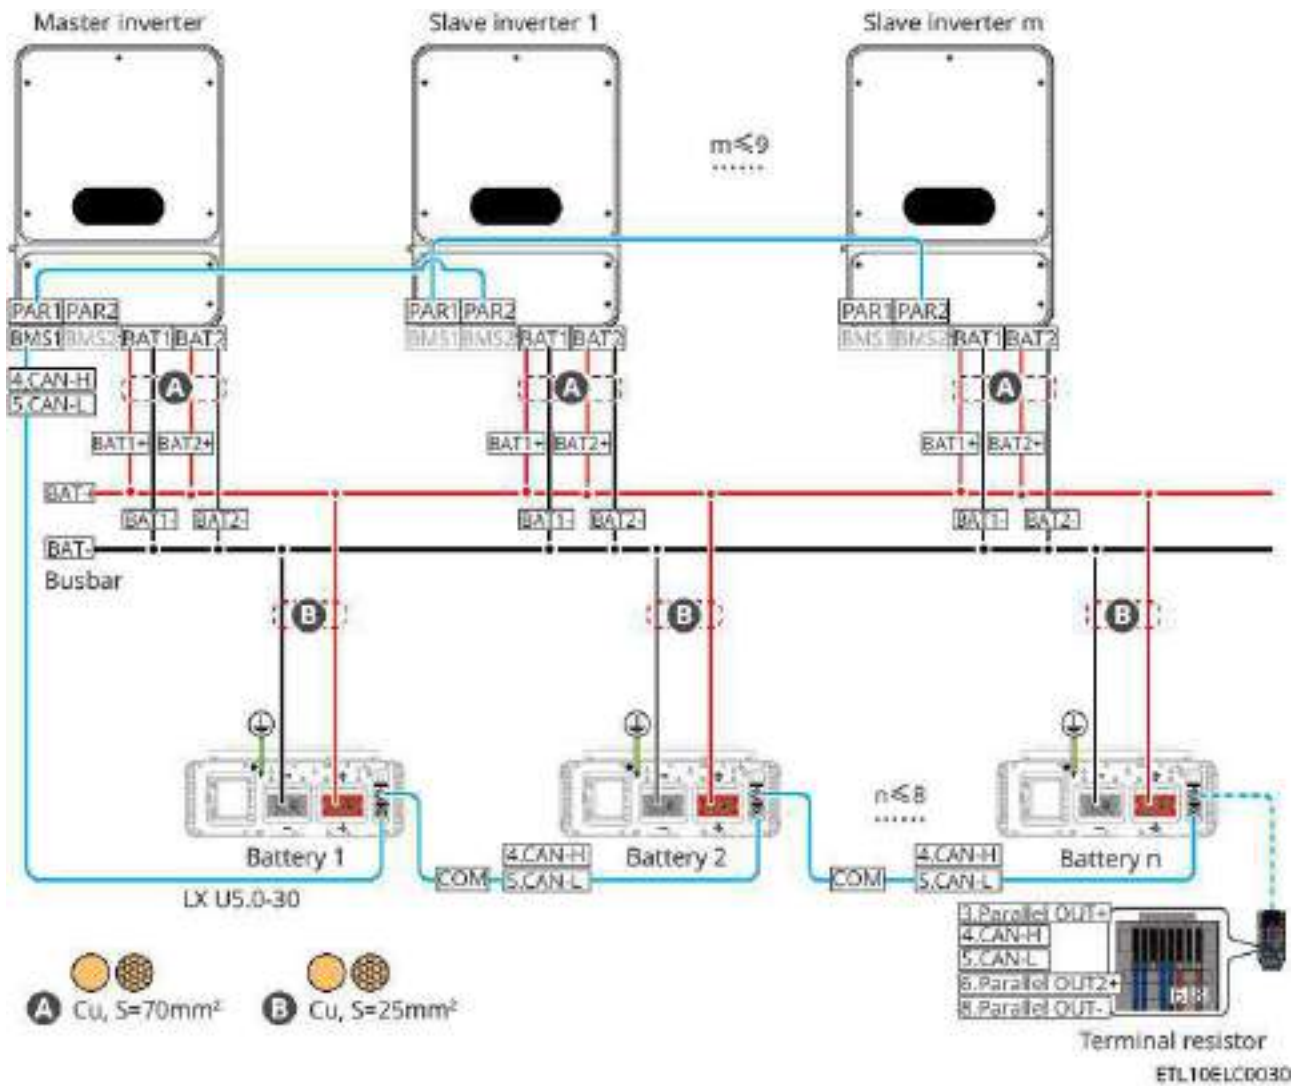 Master inverter
Slave inverter 1
Slave inverter m
m≤9
PAR1 PAR2
PAR1 PAR2
PAR1 PAR2
BMS1 BMS2 BAT1 BAT2
BMS1 BMS2 BAT1 BAT2
BMS1 BMS2 BAT1 BAT2
4.CAN-H
5.CAN-L
A
A
A
BAT1+ BAT2+
BAT1+ BAT2+
BAT1+ BAT2+
BAT+
BAT1- BAT2-
BAT1- BAT2-
BAT1- BAT2-
BAT-
Busbar
B
B
B
- +
- +
- +
n≤8
Battery 1
Battery 2
Battery n
LX U5.0-30
COM
4.CAN-H
5.CAN-L
COM
4.CAN-H
5.CAN-L
3.Parallel OUT+
4.CAN-H
5.CAN-L
6.Parallel OUT2+
8.Parallel OUT-
6 8
Terminal resistor
A Cu, S=70mm²
B Cu, S=25mm²
ETL10ELC0030